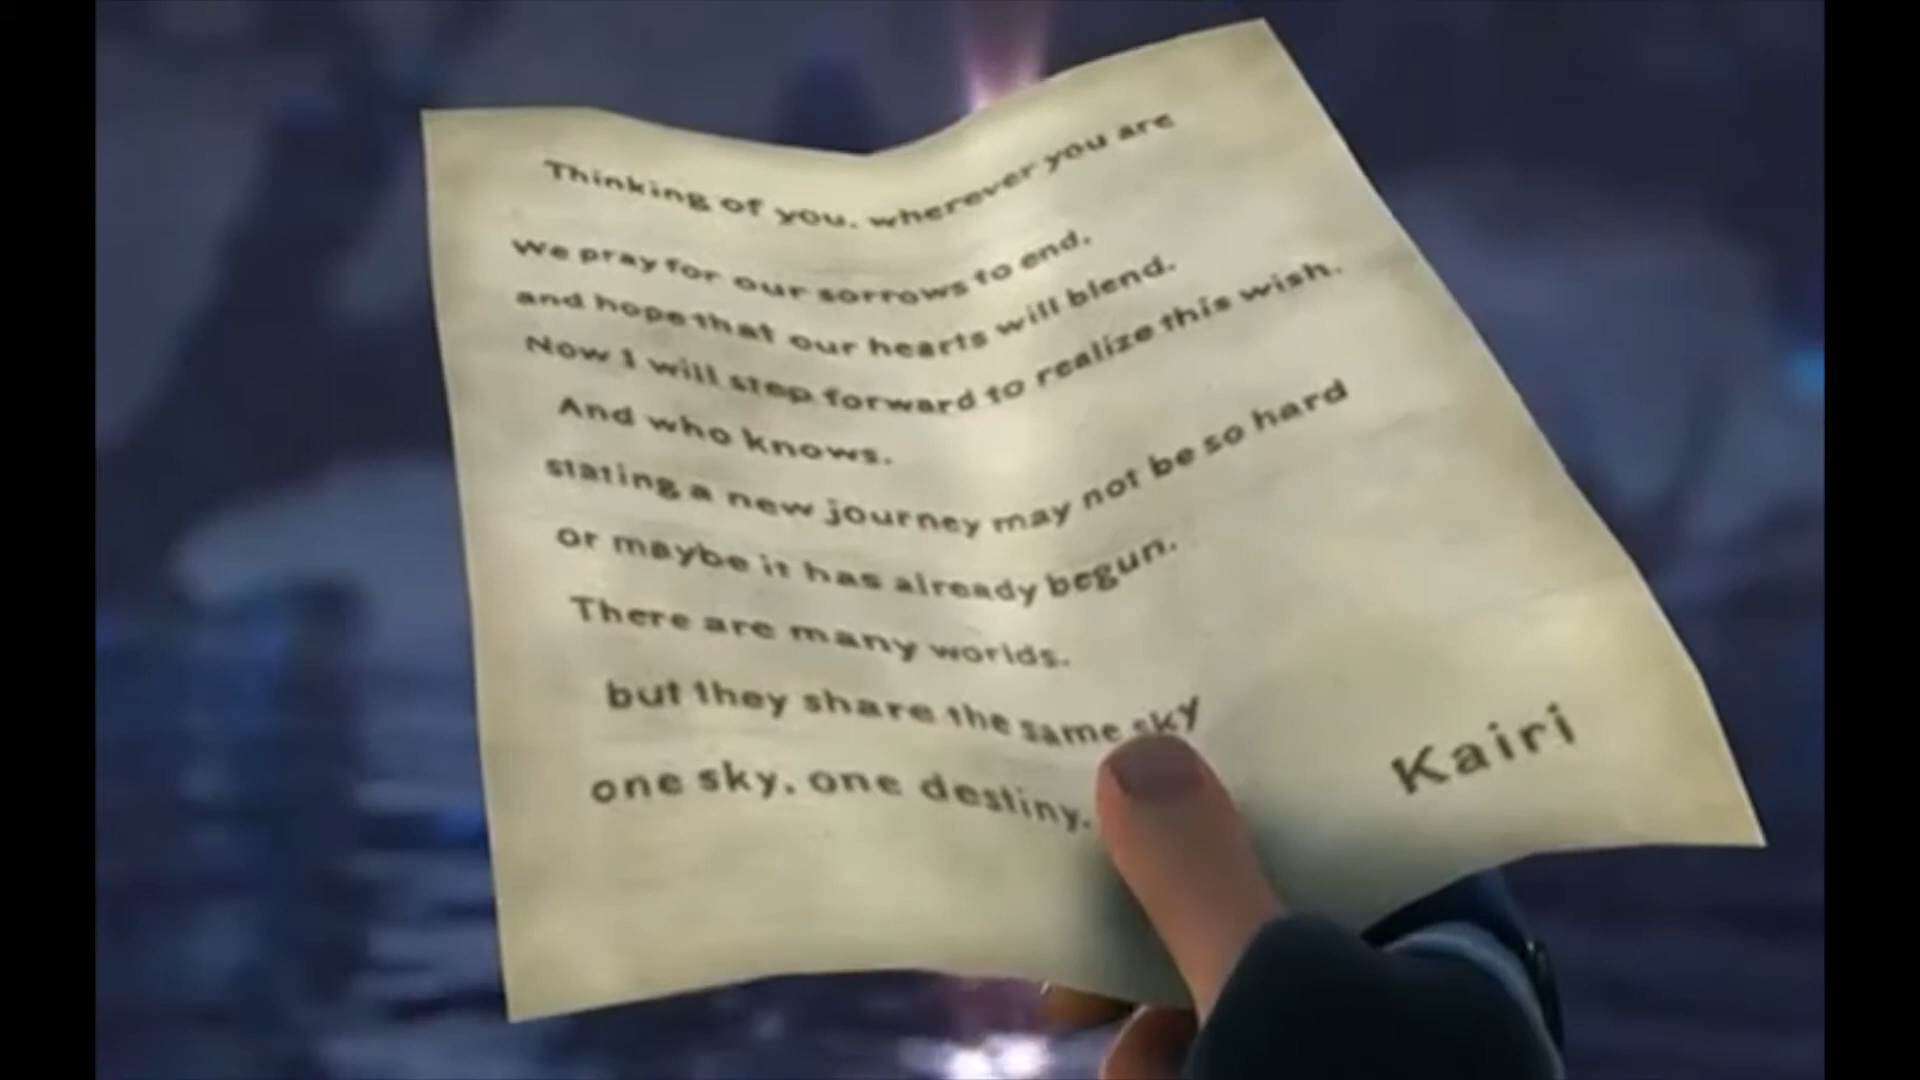 Thinking of you, wherever you are
We pray for our sorrows to end,
and hope that our hearts will blend.
Now I will step forward to realize this wish.
And who knows.
stating a new journey may not be so hard
or maybe it has already begun.
There are many worlds.
but they share the same sky
one sky, one destiny.
Kairi